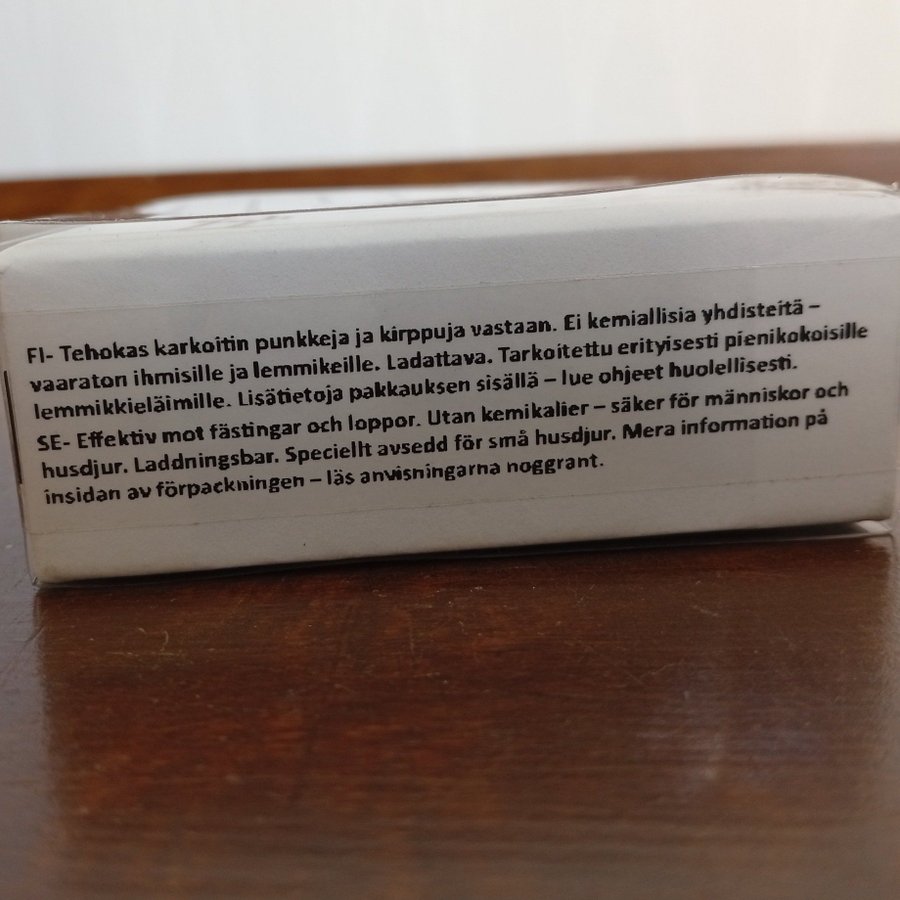 FI- Tehokas karkoitin punkkeja ja kirppuja vastaan. Ei kemiallisia yhdisteitä –
vaaraton ihmisille ja lemmikeille. Ladattava. Tarkoitettu erityisesti pienikokoisille
lemmikkieläimille. Lisätietoja pakkauksen sisällä – lue ohjeet huolellisesti.
SE- Effektiv mot fästingar och loppor. Utan kemikalier – säker för människor och
husdjur. Laddningsbar. Speciellt avsedd för små husdjur. Mera information på
insidan av förpackningen – läs anvisningarna noggrant.